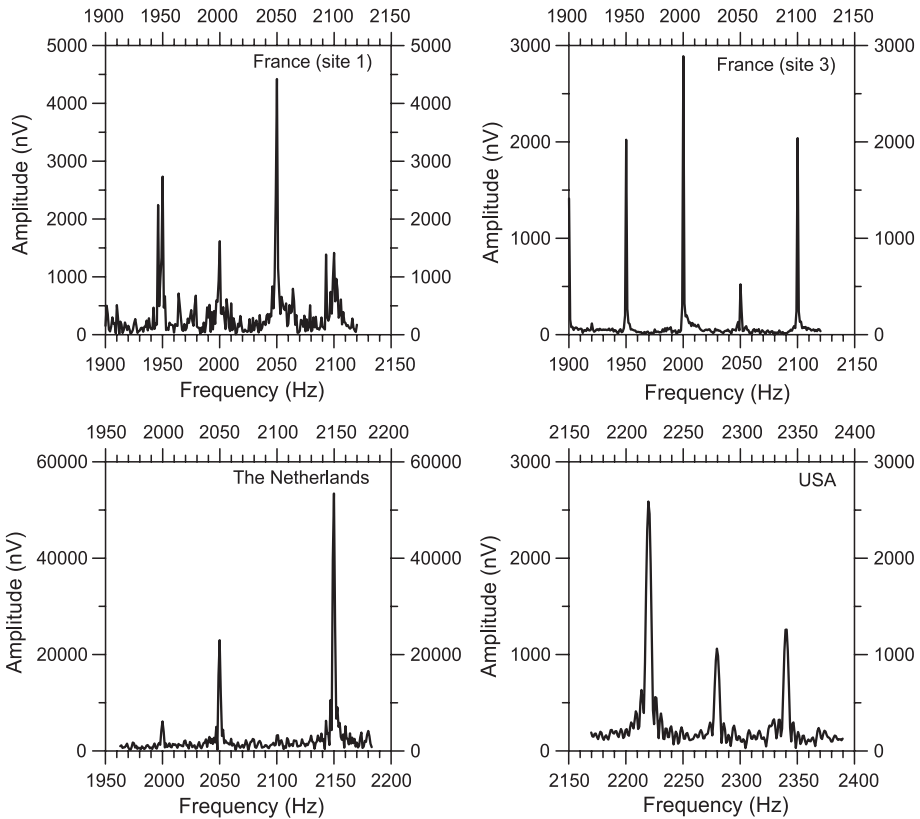 1900 1950 2000 2050 2100 2150
5000 5000
France (site 1)
4000 4000
3000 3000
2000 2000
1000 1000
0 0
Amplitude (nV)
1900 1950 2000 2050 2100 2150
Frequency (Hz)
1900 1950 2000 2050 2100 2150
3000 3000
France (site 3)
2000 2000
1000 1000
0 0
Amplitude (nV)
1900 1950 2000 2050 2100 2150
Frequency (Hz)
1950 2000 2050 2100 2150 2200
60000 60000
The Netherlands
40000 40000
20000 20000
0 0
Amplitude (nV)
1950 2000 2050 2100 2150 2200
Frequency (Hz)
2150 2200 2250 2300 2350 2400
3000 3000
USA
2000 2000
1000 1000
0 0
Amplitude (nV)
2150 2200 2250 2300 2350 2400
Frequency (Hz)